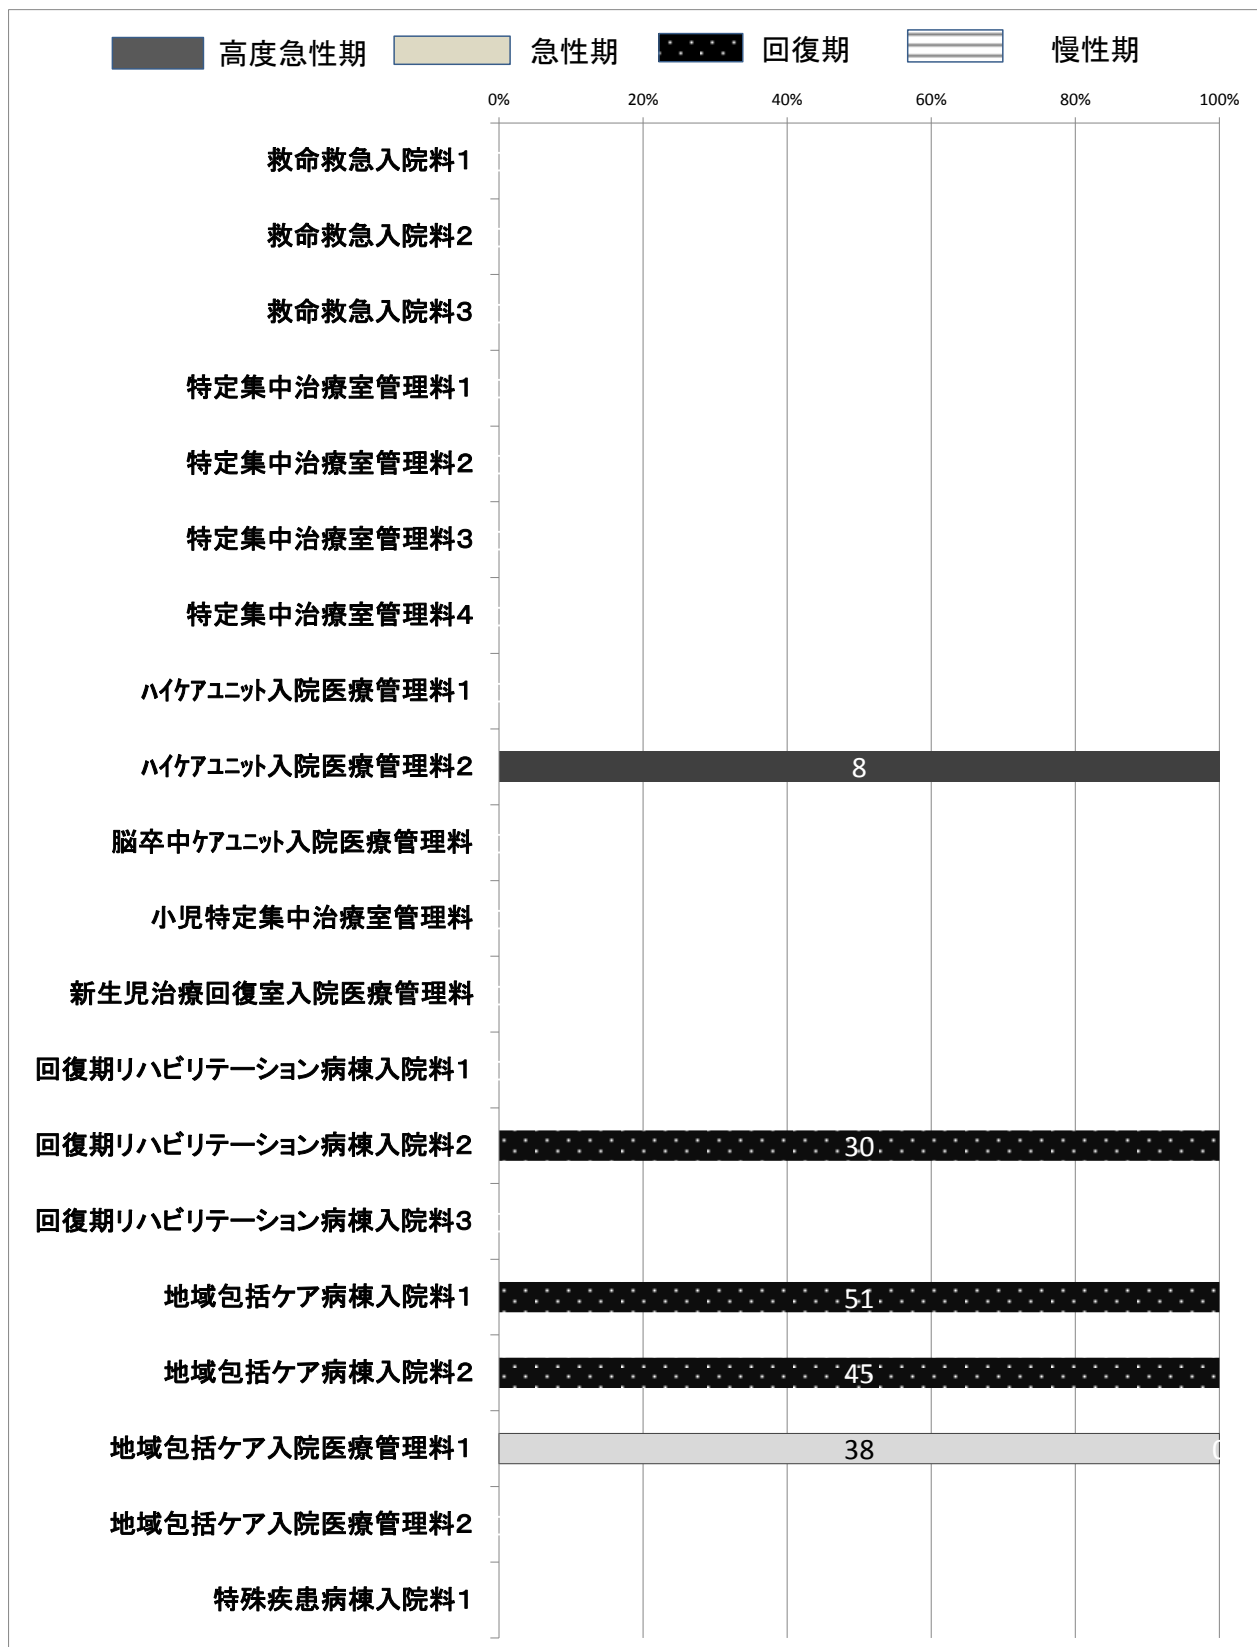 高度急性期 急性期 回復期 慢性期
0% 20% 40% 60% 80% 100%
救命救急入院料１
救命救急入院料２
救命救急入院料３
特定集中治療室管理料１
特定集中治療室管理料２
特定集中治療室管理料３
特定集中治療室管理料４
ﾊｲｹｱﾕﾆｯﾄ入院医療管理料１
ﾊｲｹｱﾕﾆｯﾄ入院医療管理料２ 8
脳卒中ｹｱﾕﾆｯﾄ入院医療管理料
小児特定集中治療室管理料
新生児治療回復室入院医療管理料
回復期リハビリテーション病棟入院料１
回復期リハビリテーション病棟入院料２ 30
回復期リハビリテーション病棟入院料３
地域包括ケア病棟入院料１ 51
地域包括ケア病棟入院料２ 45
地域包括ケア入院医療管理料１ 38 0
地域包括ケア入院医療管理料２
特殊疾患病棟入院料１